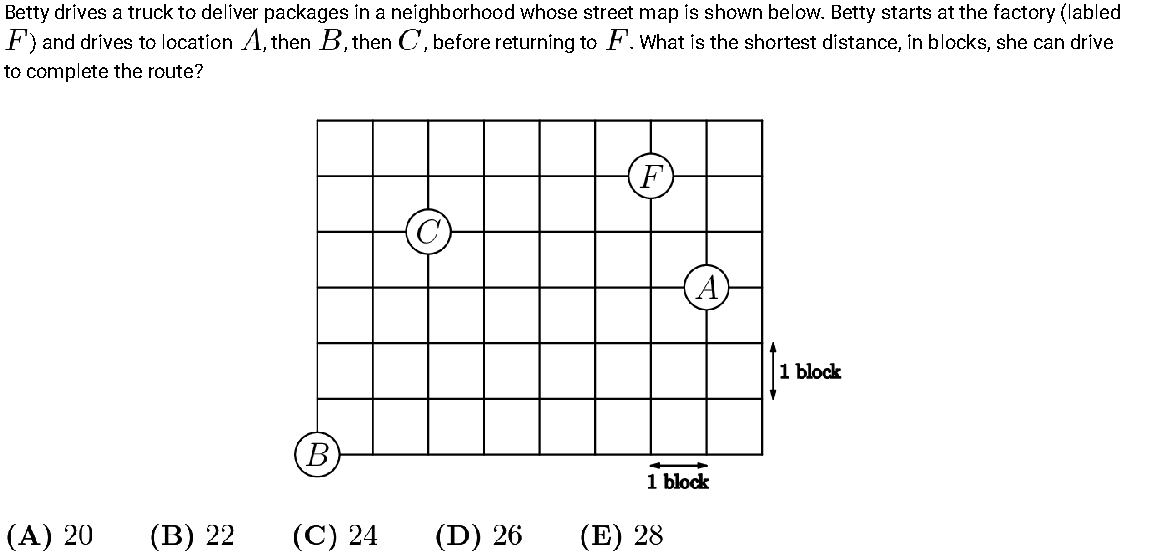 Betty drives a truck to deliver packages in a neighborhood whose street map is shown below. Betty starts at the factory (labled
F) and drives to location A, then B, then C, before returning to F. What is the shortest distance, in blocks, she can drive
to complete the route?
F
C
A
1 block
B
1 block
(A) 20 (B) 22 (C) 24 (D) 26 (E) 28